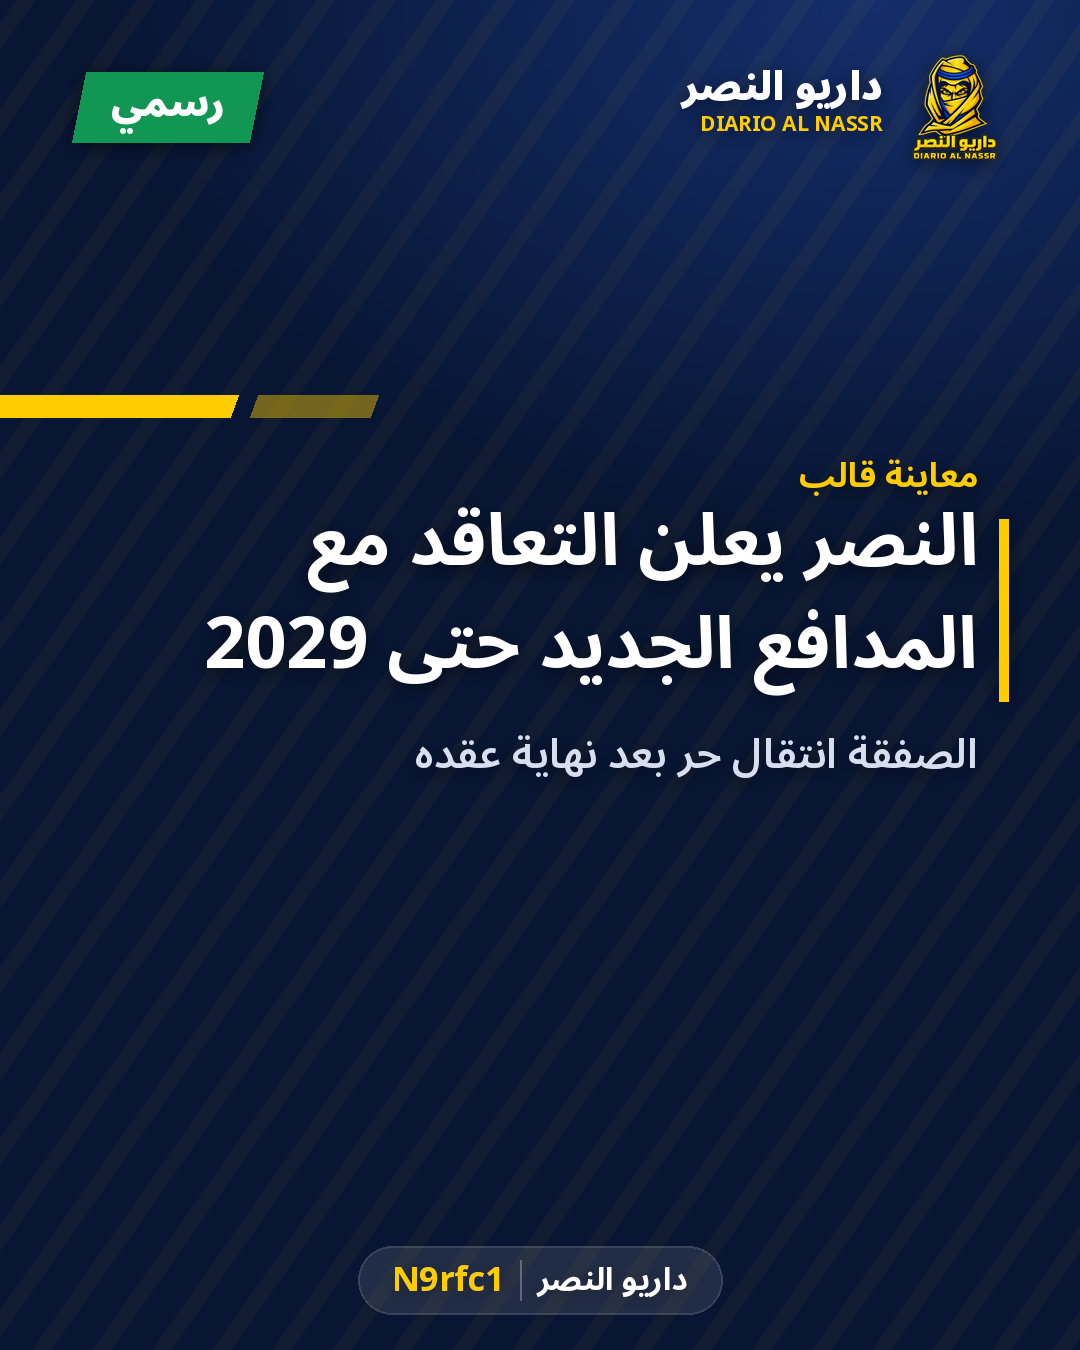 داريو النصر
DIARIO AL NASSR
داريو النصر
DIARIO AL NASSR
رسمي
معاينة قالب
النصر يعلن التعاقد مع
المدافع الجديد حتى 2029
الصفقة انتقال حر بعد نهاية عقده
داريو النصر | N9rfc1